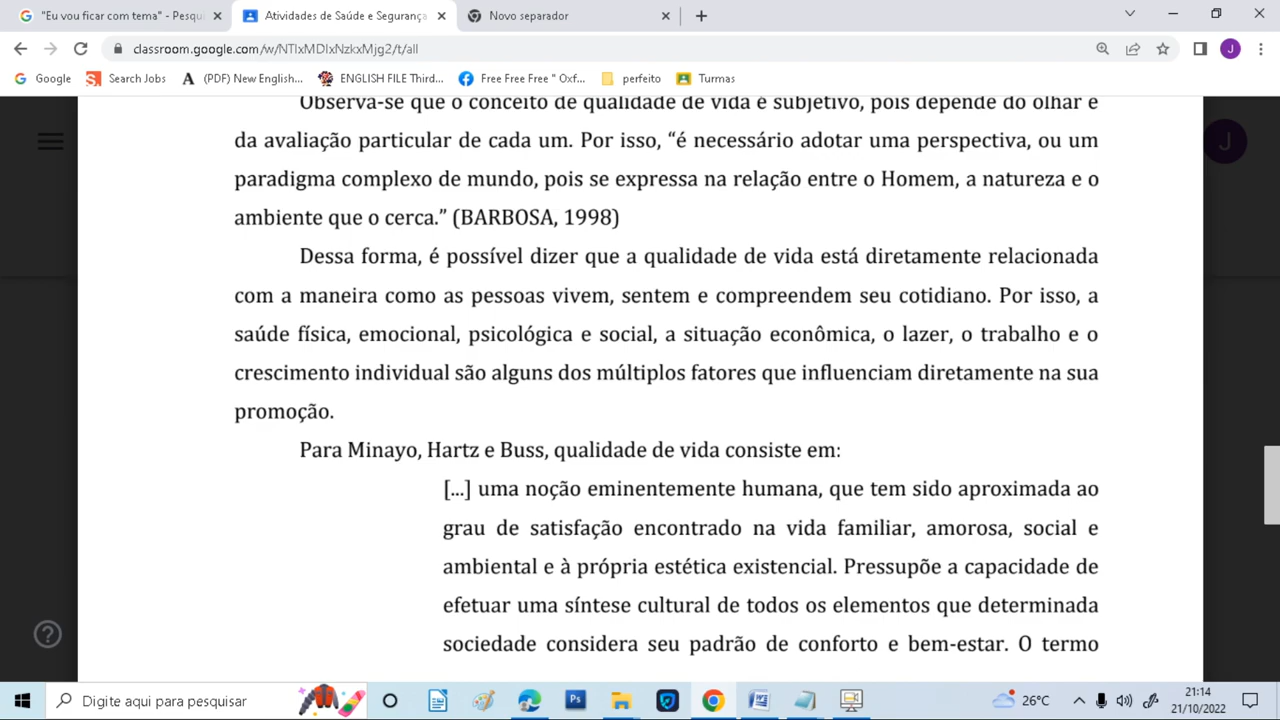 "Eu vou ficar com tema" - Pesqu
Atividades de Saúde e Segurança
Novo separador
classroom.google.com/w/NTIxMDIxNzkxMjg2/t/all
J
Google
Search Jobs
(PDF) New English...
ENGLISH FILE Third...
Free Free Free " Oxf...
perfeito
Turmas
Observa-se que o conceito de qualidade de vida é subjetivo, pois depende do olhar e
da avaliação particular de cada um. Por isso, “é necessário adotar uma perspectiva, ou um
paradigma complexo de mundo, pois se expressa na relação entre o Homem, a natureza e o
ambiente que o cerca.” (BARBOSA, 1998)
J
Dessa forma, é possível dizer que a qualidade de vida está diretamente relacionada
com a maneira como as pessoas vivem, sentem e compreendem seu cotidiano. Por isso, a
saúde física, emocional, psicológica e social, a situação econômica, o lazer, o trabalho e o
crescimento individual são alguns dos múltiplos fatores que influenciam diretamente na sua
promoção.
Para Minayo, Hartz e Buss, qualidade de vida consiste em:
[...] uma noção eminentemente humana, que tem sido aproximada ao
grau de satisfação encontrado na vida familiar, amorosa, social e
ambiental e à própria estética existencial. Pressupõe a capacidade de
efetuar uma síntese cultural de todos os elementos que determinada
sociedade considera seu padrão de conforto e bem-estar. O termo
Digite aqui para pesquisar
Ps
26°C
21:14
21/10/2022